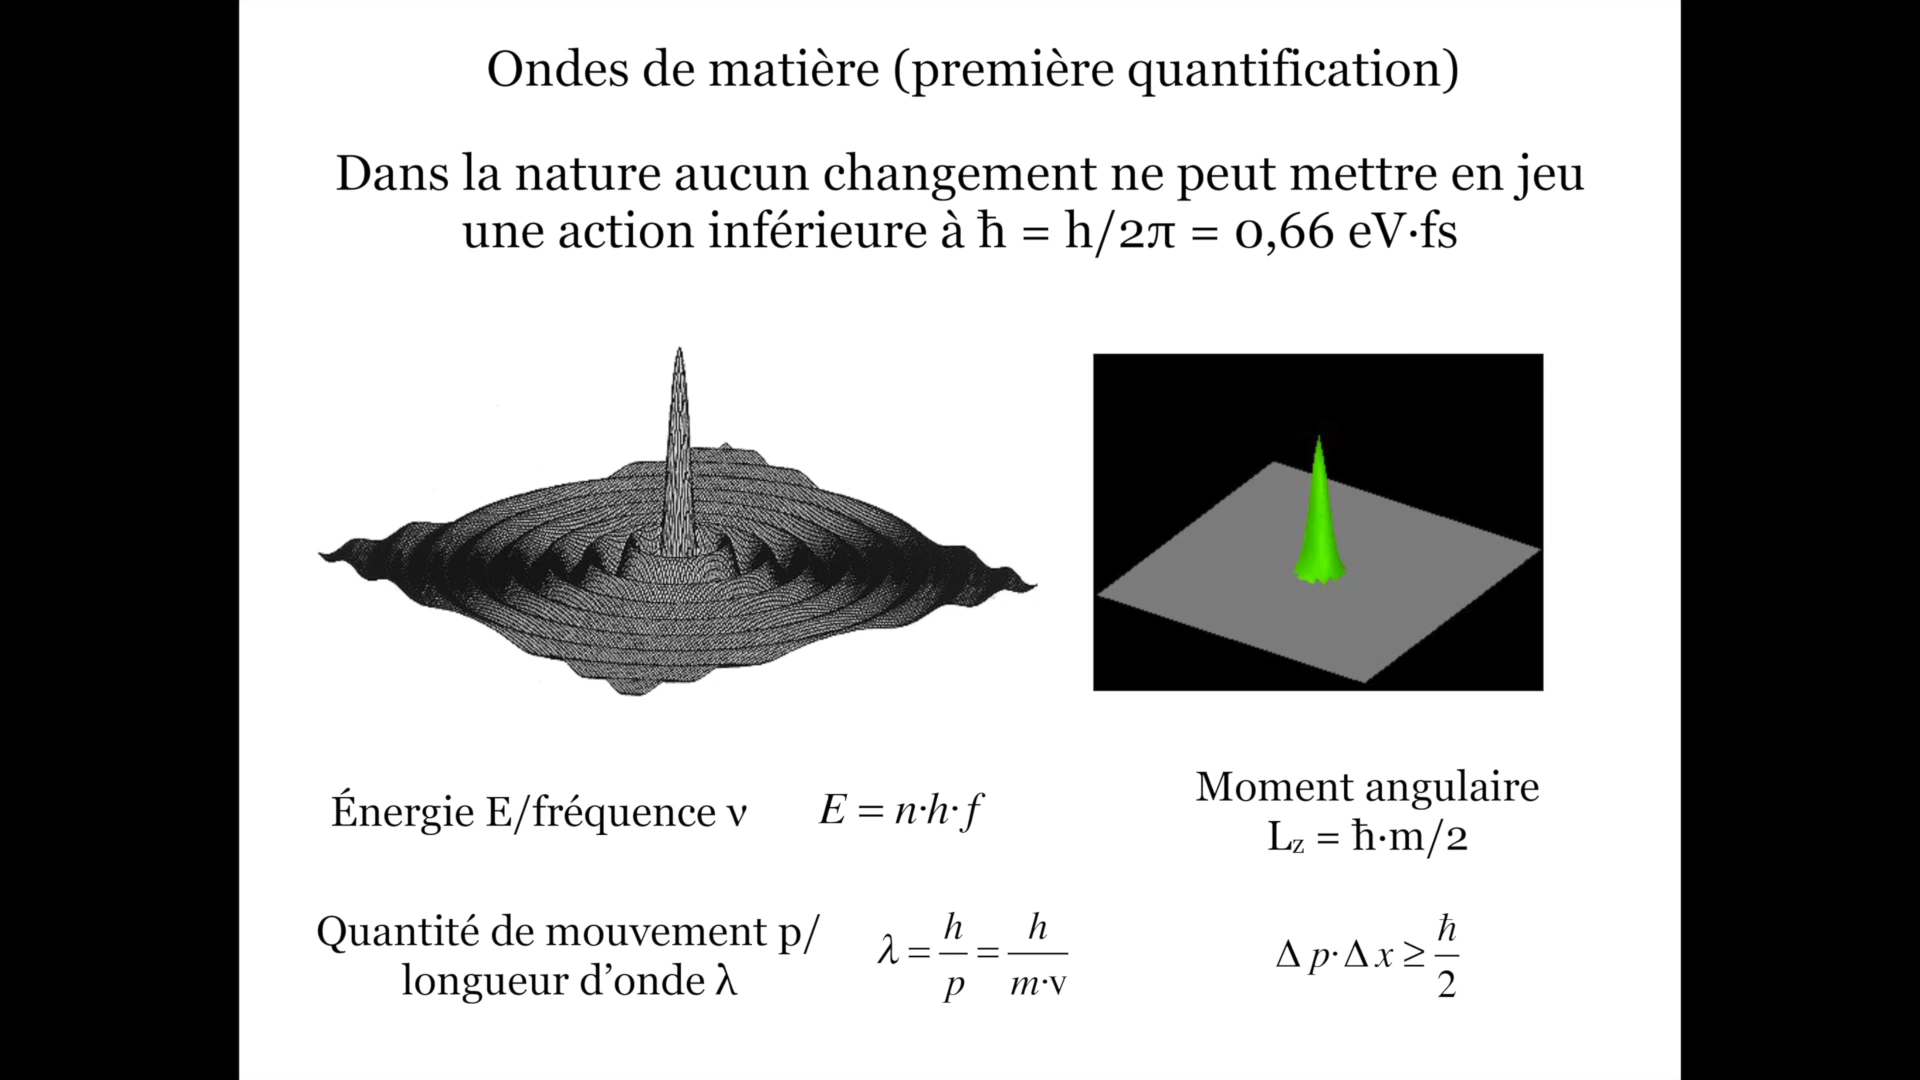 Ondes de matière (première quantification)
Dans la nature aucun changement ne peut mettre en jeu
une action inférieure à ħ = h/2π = 0,66 eV·fs
Énergie E/fréquence ν
E = n·h·f
Moment angulaire
L_z = ħ·m/2
Quantité de mouvement p/
longueur d’onde λ
λ = h/p = h/m·v
Δp·Δx ≥ ħ/2